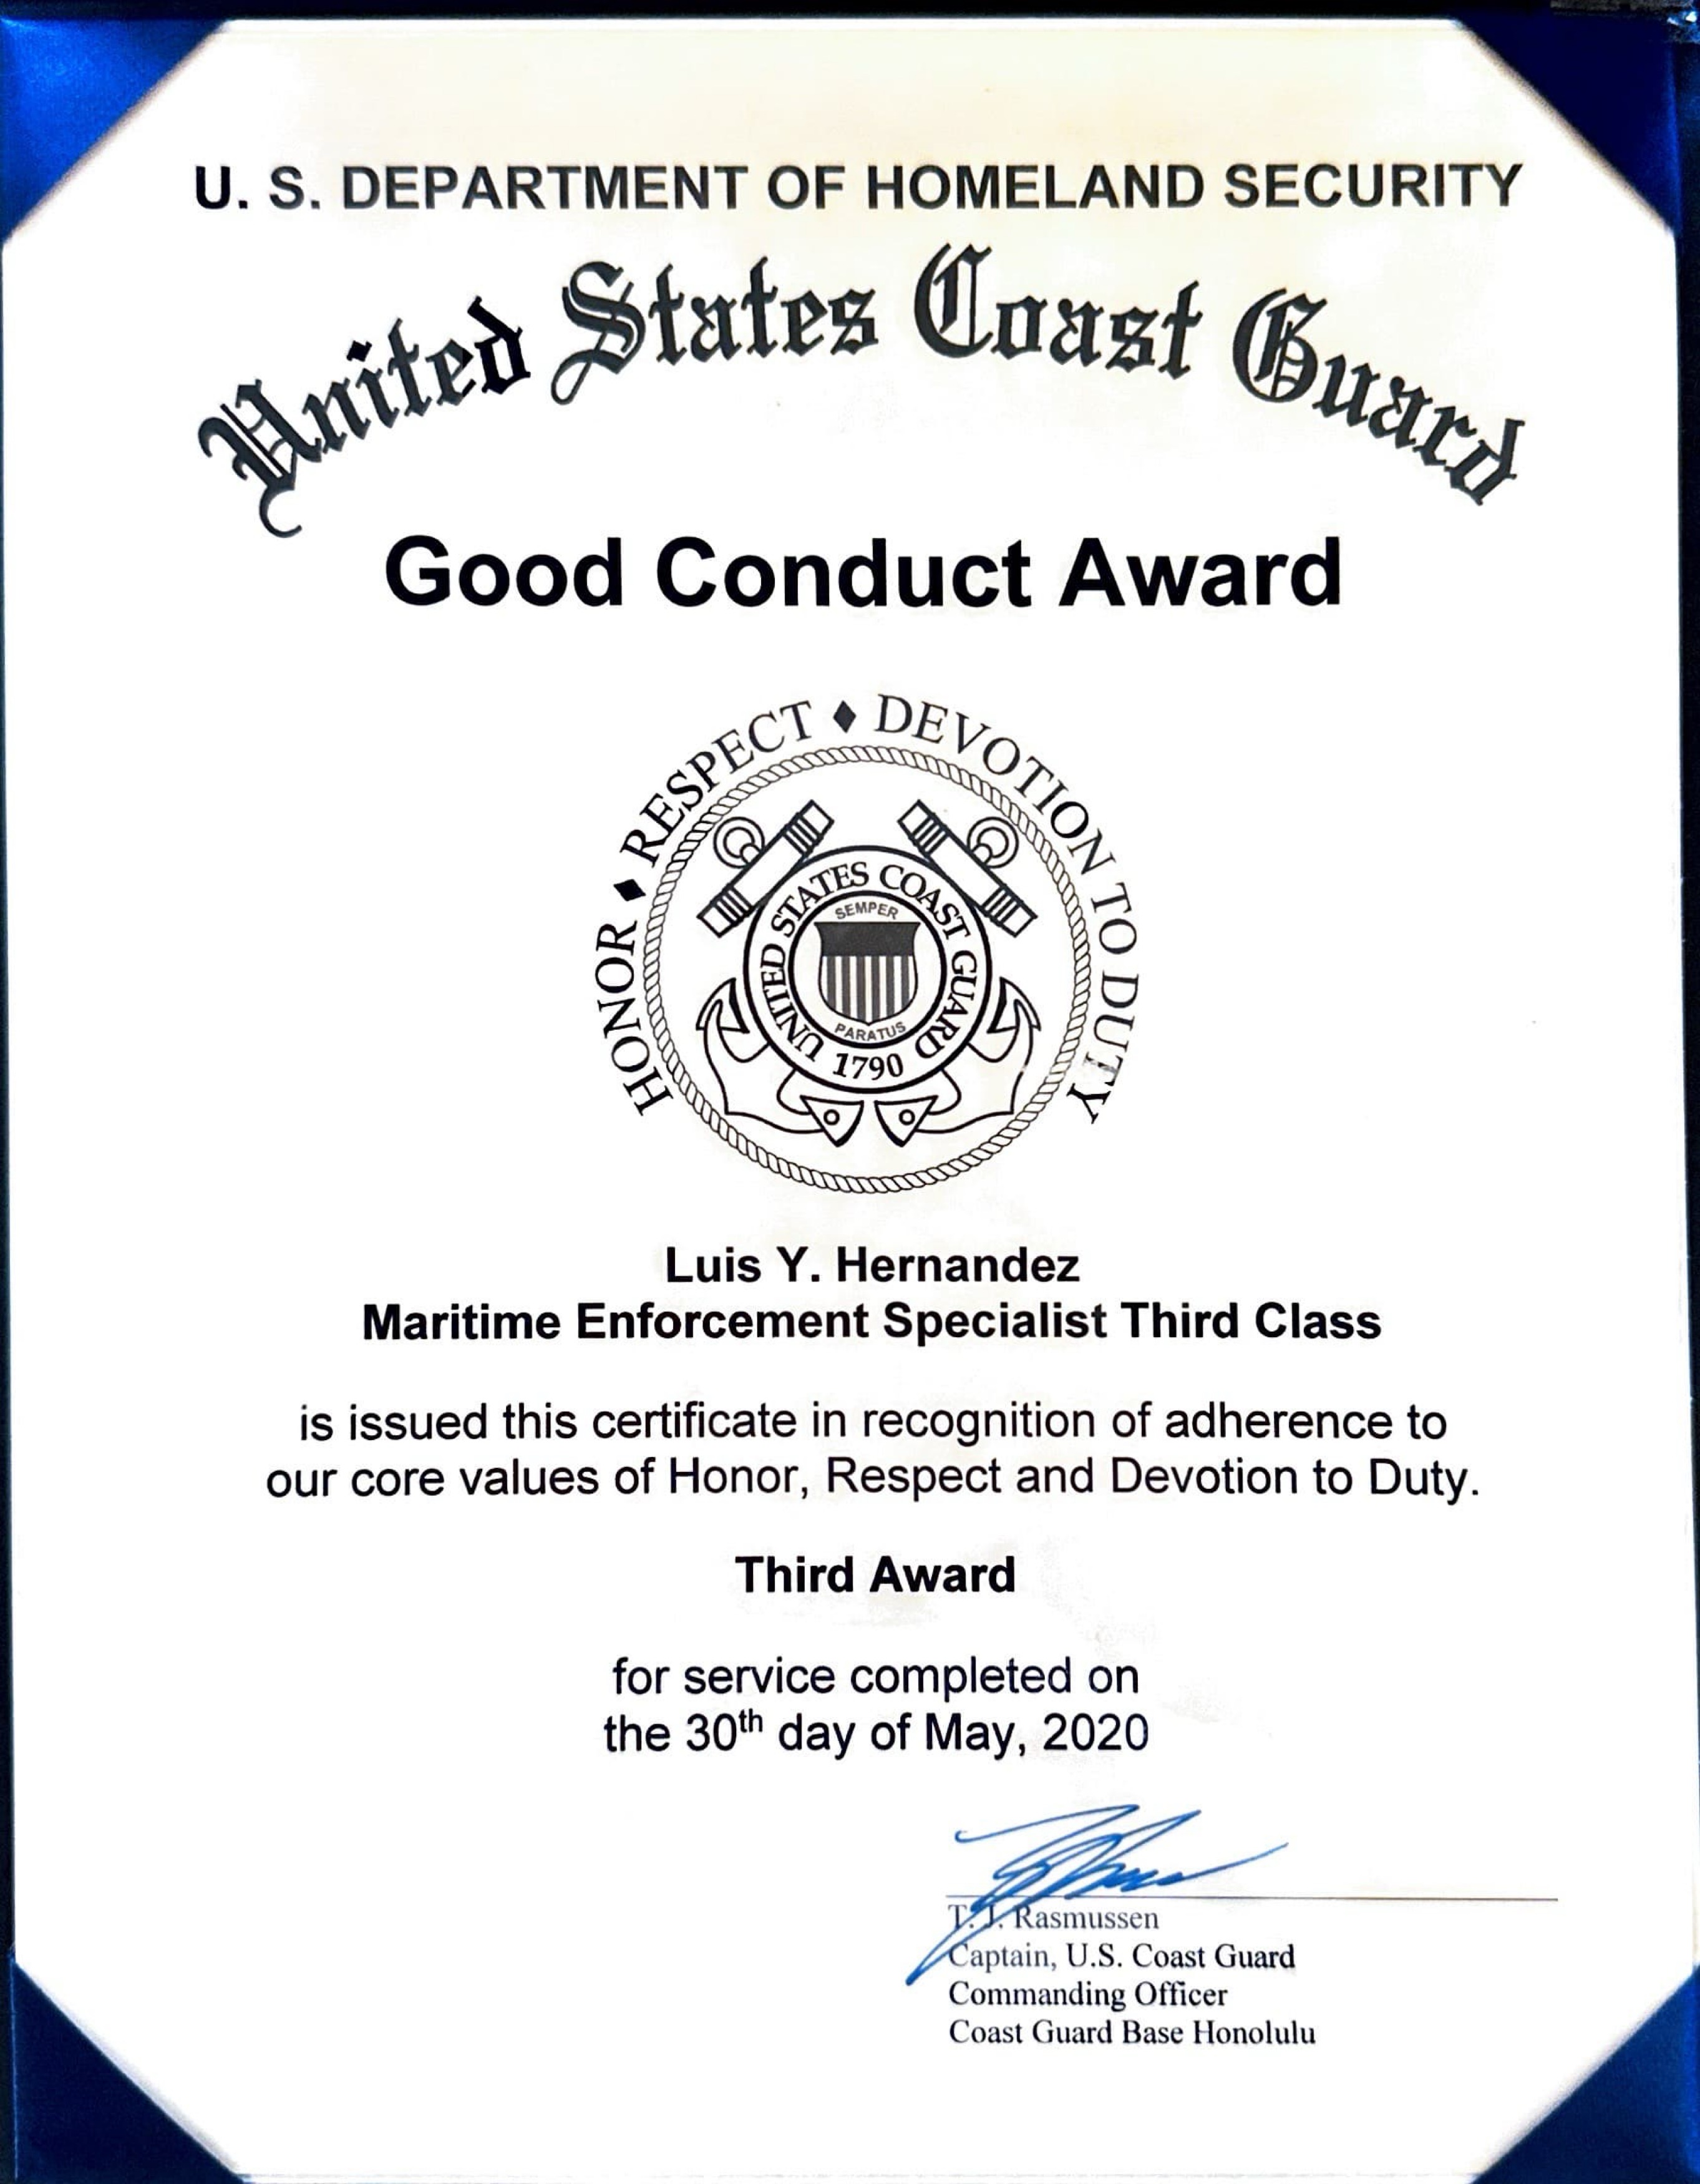 U. S. DEPARTMENT OF HOMELAND SECURITY
United States Coast Guard
Good Conduct Award
HONOR ♦ RESPECT ♦ DEVOTION TO DUTY
UNITED STATES COAST GUARD
SEMPER
PARATUS
1790
Luis Y. Hernandez
Maritime Enforcement Specialist Third Class
is issued this certificate in recognition of adherence to
our core values of Honor, Respect and Devotion to Duty.
Third Award
for service completed on
the 30th day of May, 2020
T. J. Rasmussen
Captain, U.S. Coast Guard
Commanding Officer
Coast Guard Base Honolulu